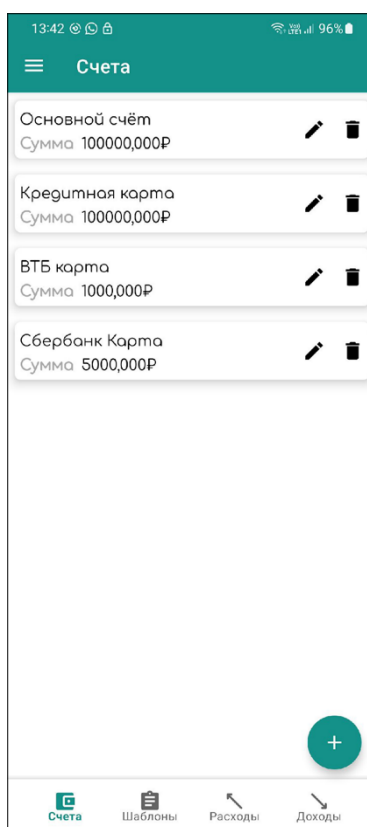 13:42 96%
Счета
Основной счёт
Сумма 100000,000₽
Кредитная карта
Сумма 100000,000₽
ВТБ карта
Сумма 1000,000₽
Сбербанк Карта
Сумма 5000,000₽
+
Счета Шаблоны Расходы Доходы